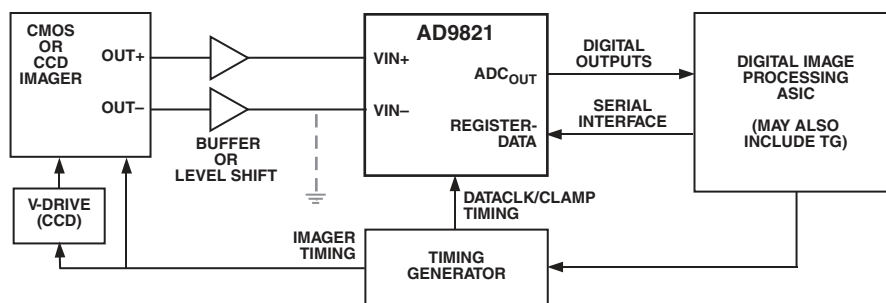 CMOS
OR
CCD
IMAGER
OUT+
OUT–
BUFFER
OR
LEVEL SHIFT
AD9821
VIN+
VIN–
ADCOUT
REGISTER-
DATA
DIGITAL
OUTPUTS
SERIAL
INTERFACE
DIGITAL IMAGE
PROCESSING
ASIC
(MAY ALSO
INCLUDE TG)
V-DRIVE
(CCD)
IMAGER
TIMING
DATACLK/CLAMP
TIMING
TIMING
GENERATOR